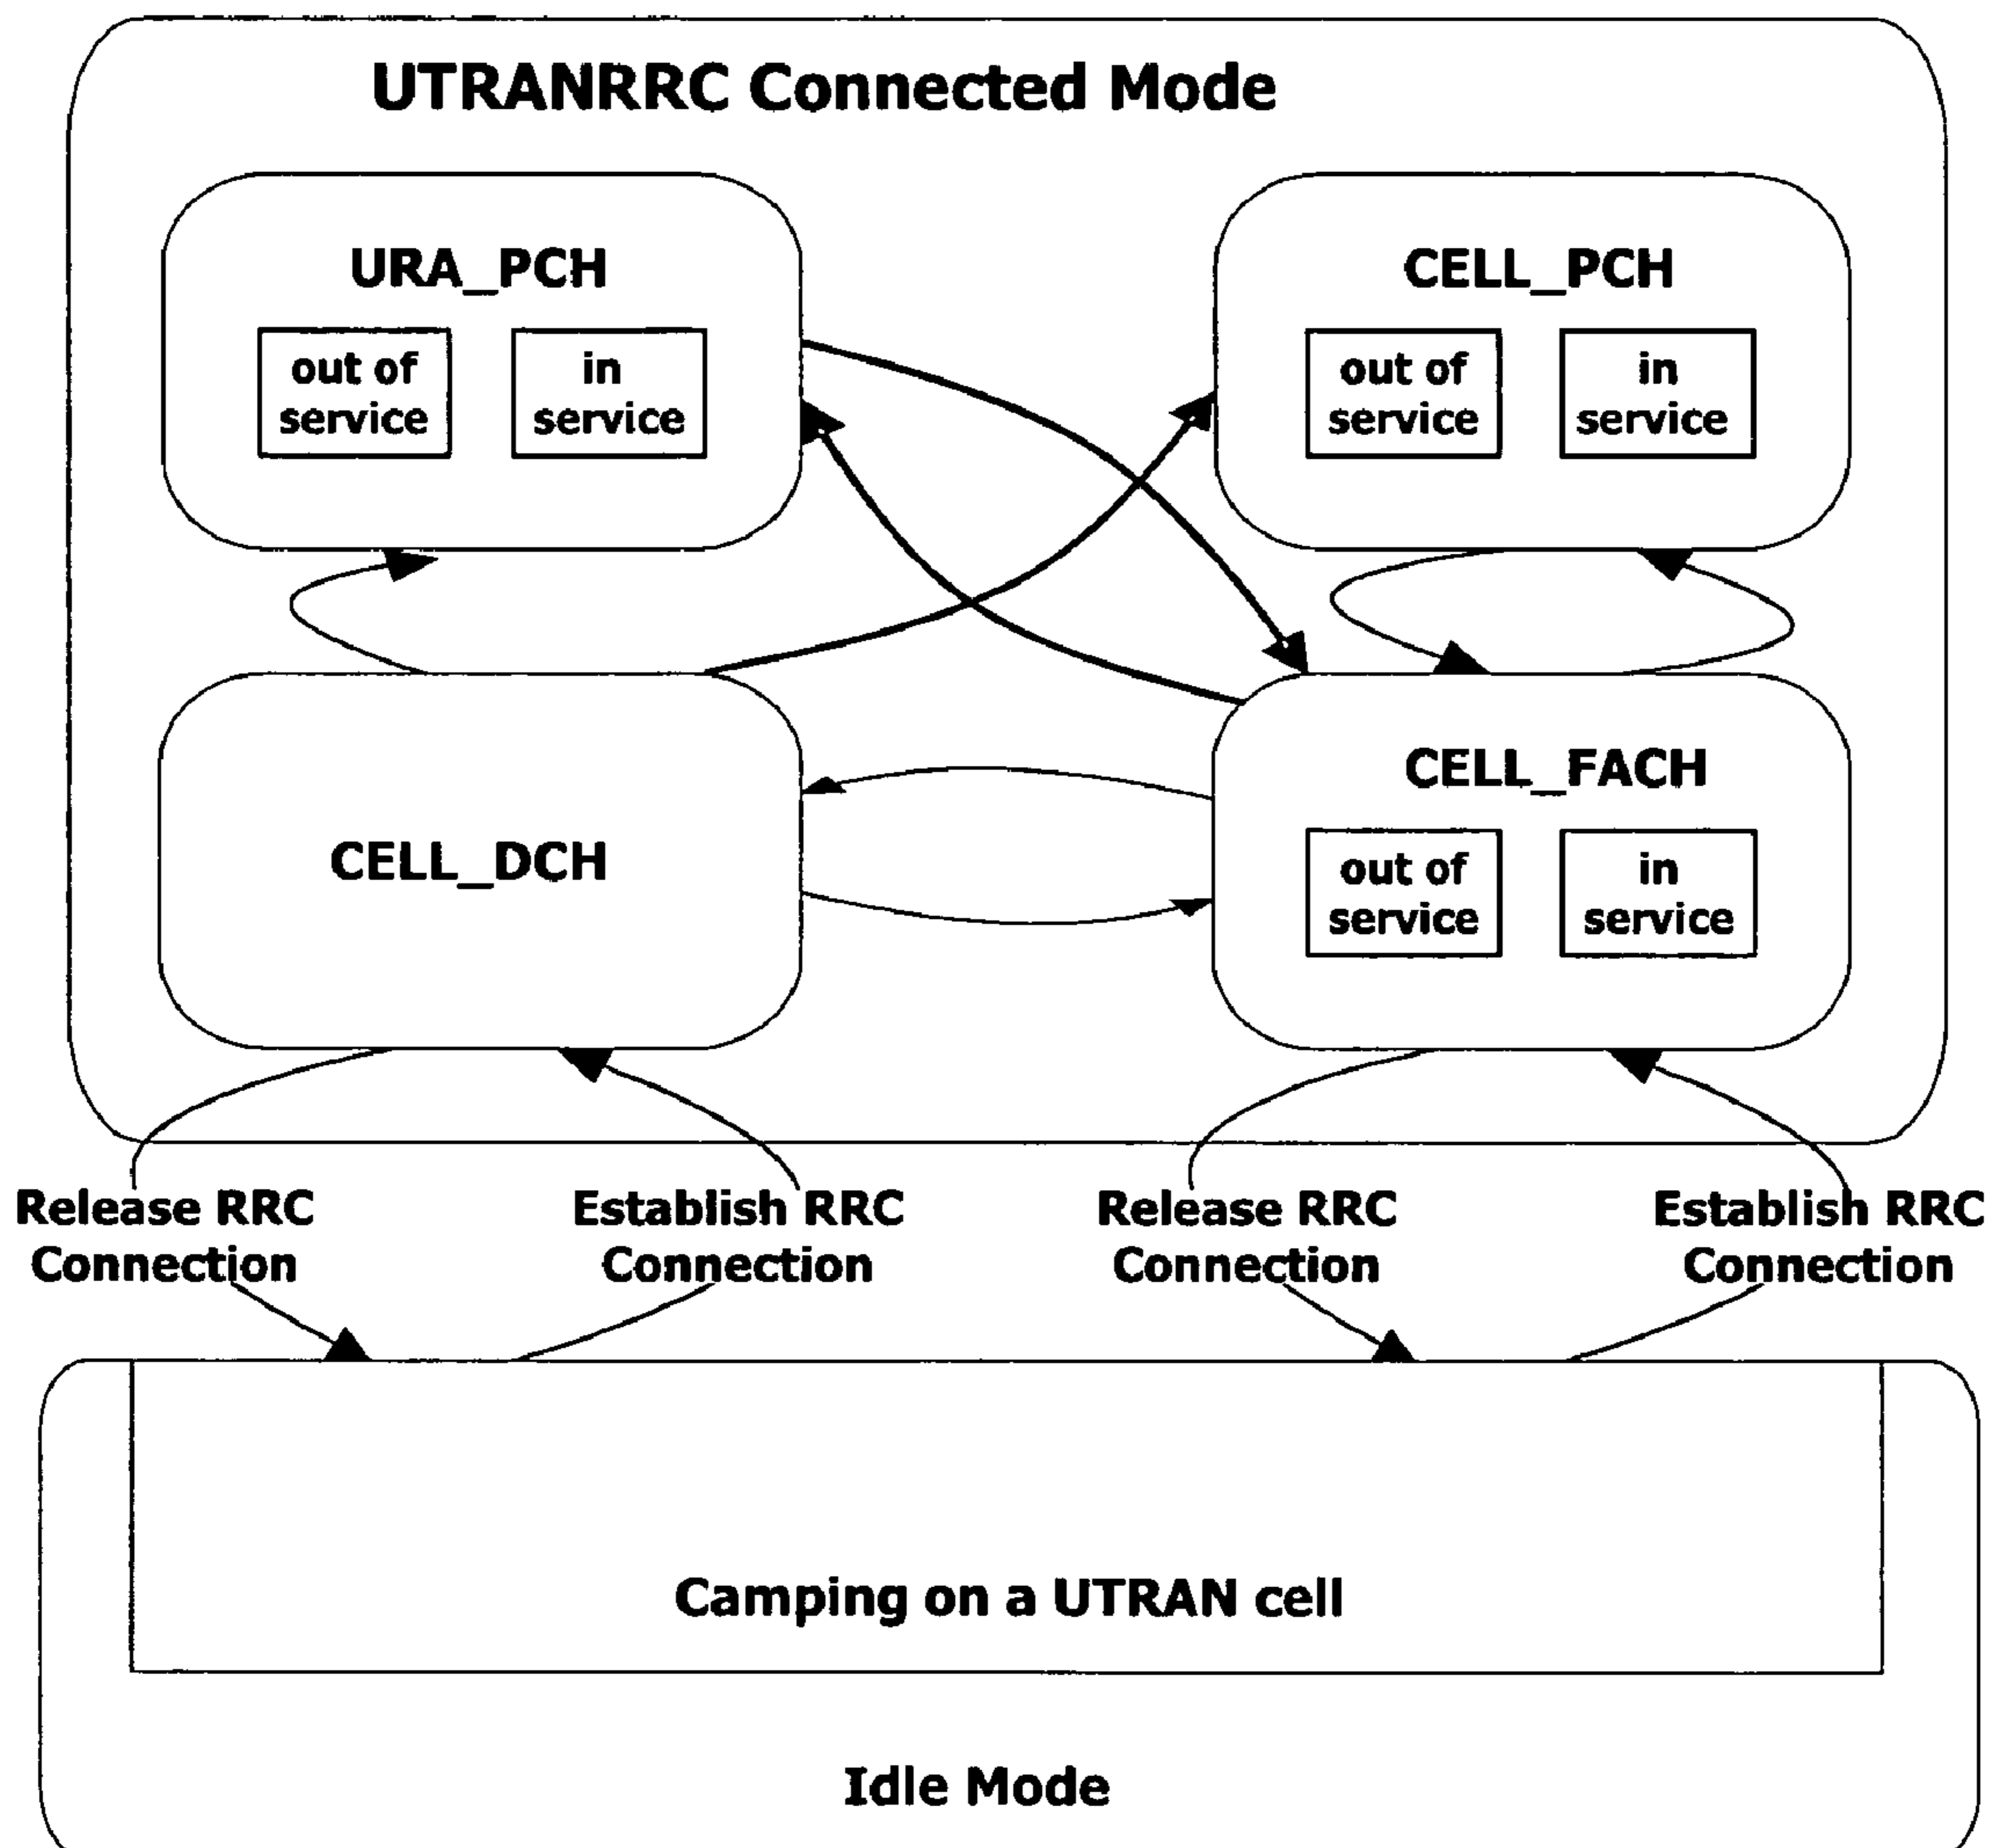 UTRANRRC Connected Mode
URA_PCH
out of
service
in
service
CELL_PCH
out of
service
in
service
CELL_DCH
CELL_FACH
out of
service
in
service
Release RRC
Connection
Establish RRC
Connection
Release RRC
Connection
Establish RRC
Connection
Camping on a UTRAN cell
Idle Mode